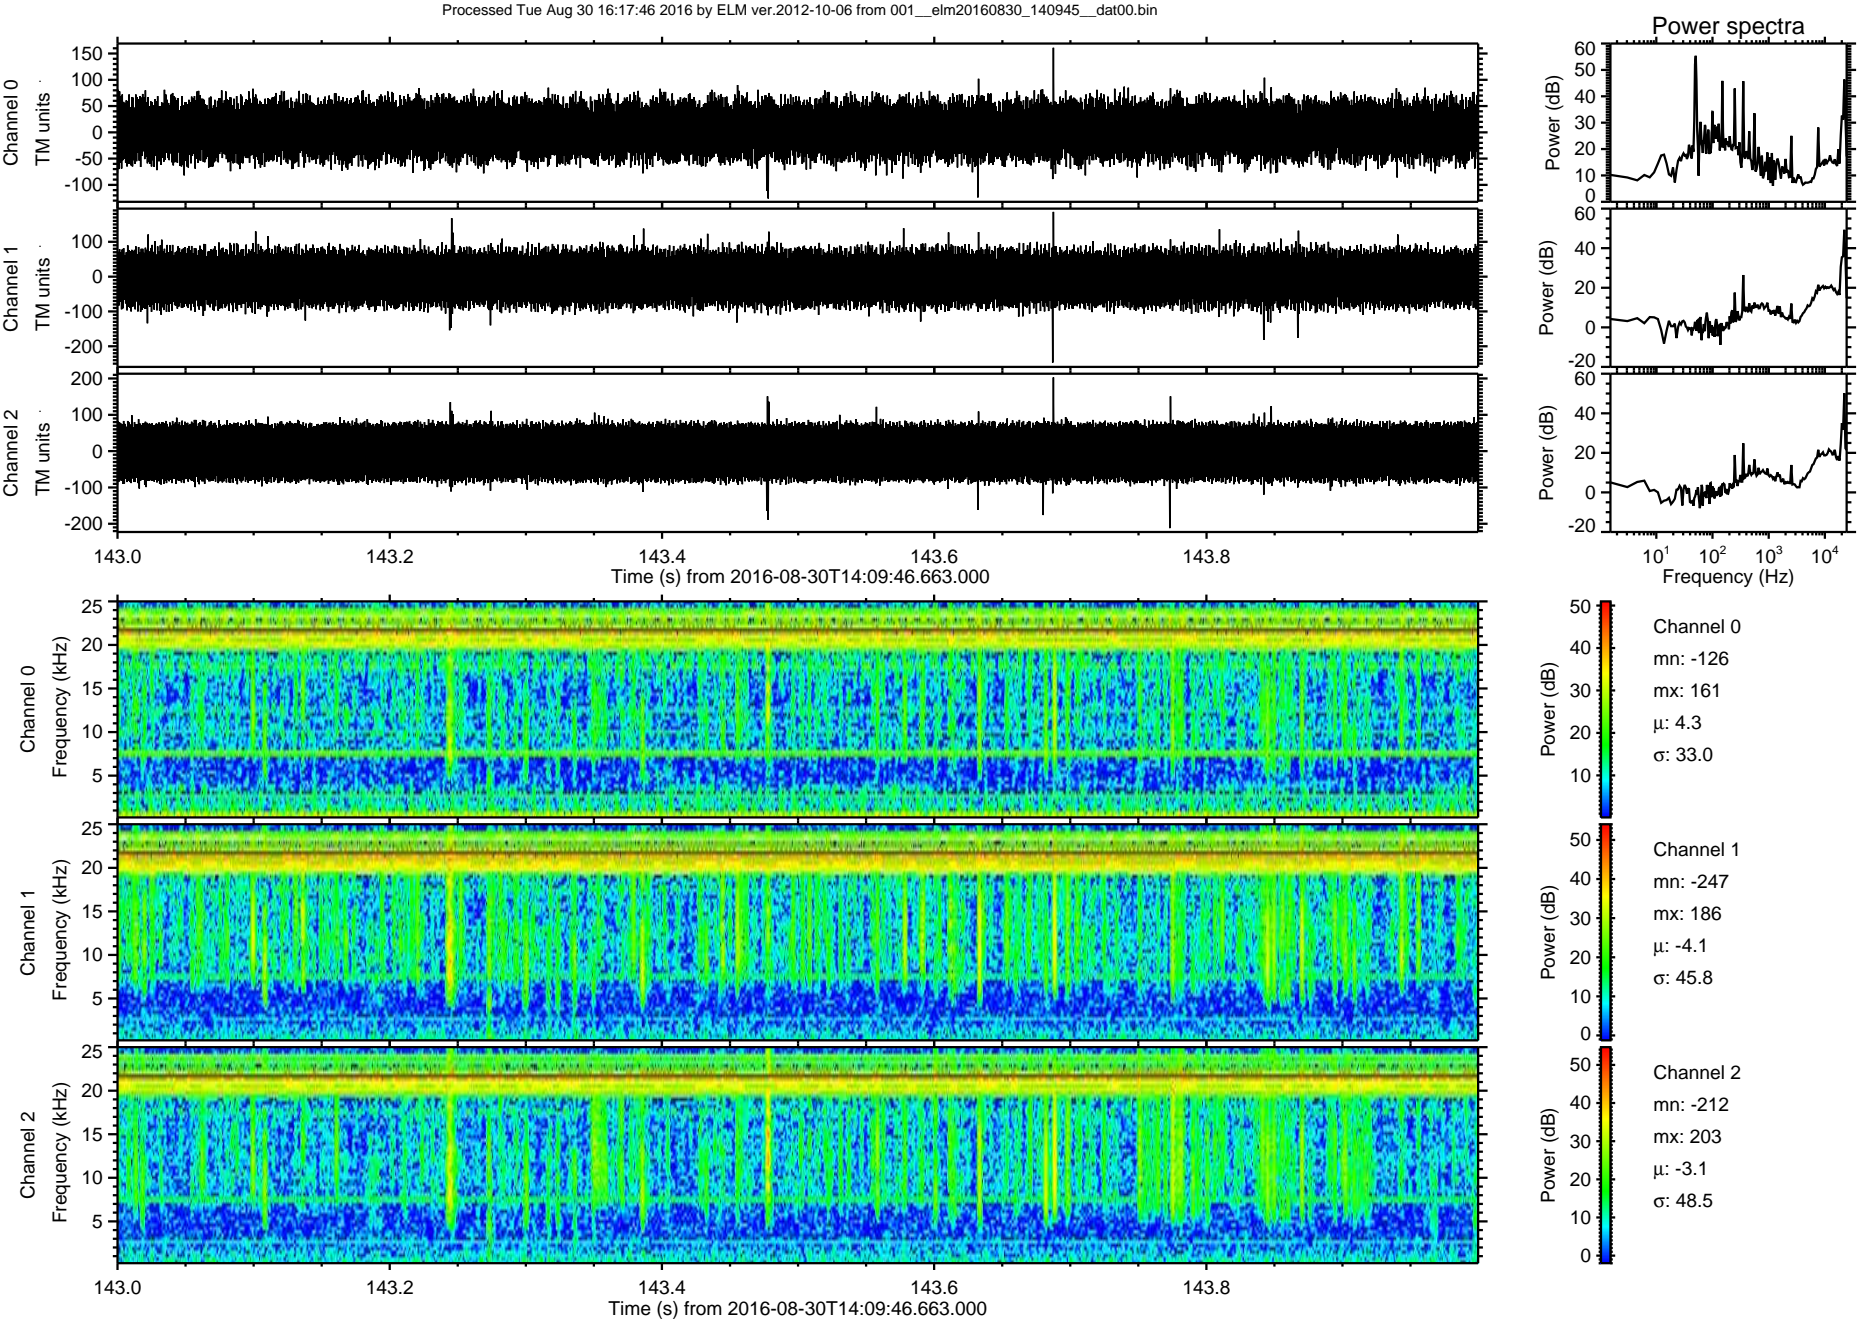 Processed Tue Aug 30 16:17:46 2016 by ELM ver.2012-10-06 from 001__elm20160830_140945__dat00.bin
Power spectra
Channel 0
TM units
150
100
50
0
-50
-100
Power (dB)
60
50
40
30
20
10
0
Channel 1
TM units
100
0
-100
-200
Power (dB)
60
40
20
0
-20
Channel 2
TM units
200
100
0
-100
-200
Power (dB)
60
40
20
0
-20
143.0 143.2 143.4 143.6 143.8
Time (s) from 2016-08-30T14:09:46.663.000
10^1 10^2 10^3 10^4
Frequency (Hz)
Channel 0
Frequency (kHz)
25
20
15
10
5
Power (dB)
50
40
30
20
10
Channel 0
mn: -126
mx: 161
μ: 4.3
σ: 33.0
Channel 1
Frequency (kHz)
25
20
15
10
5
Power (dB)
50
40
30
20
10
0
Channel 1
mn: -247
mx: 186
μ: -4.1
σ: 45.8
Channel 2
Frequency (kHz)
25
20
15
10
5
Power (dB)
50
40
30
20
10
0
Channel 2
mn: -212
mx: 203
μ: -3.1
σ: 48.5
143.0 143.2 143.4 143.6 143.8
Time (s) from 2016-08-30T14:09:46.663.000